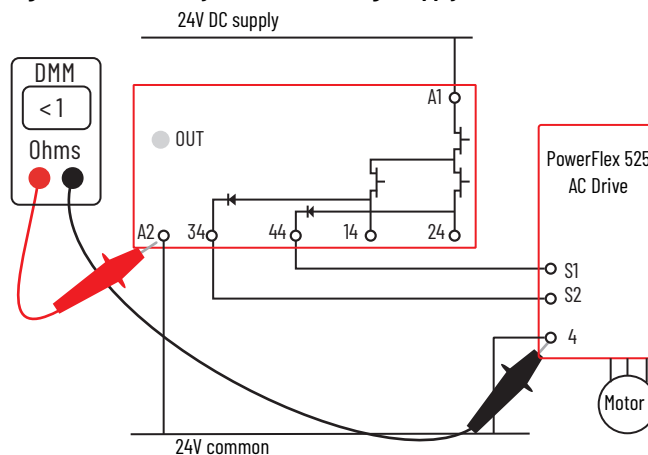 24V DC supply
DMM
<1
Ohms
A1
OUT
PowerFlex 525
AC Drive
A2
34
44
14
24
S1
S2
4
Motor
24V common